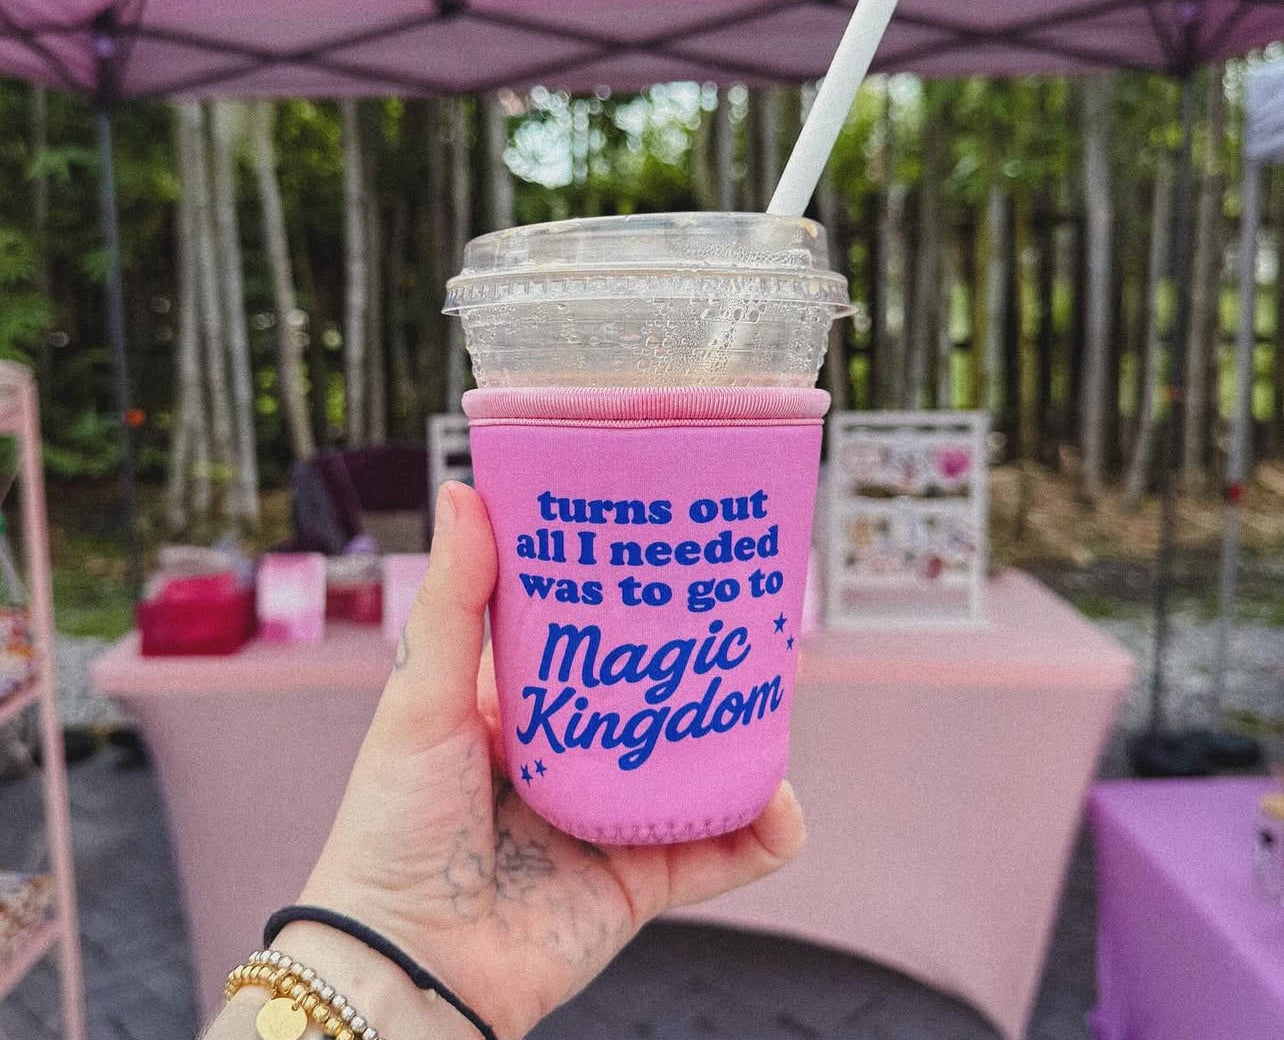 turns out
all I needed
was to go to
Magic
Kingdom